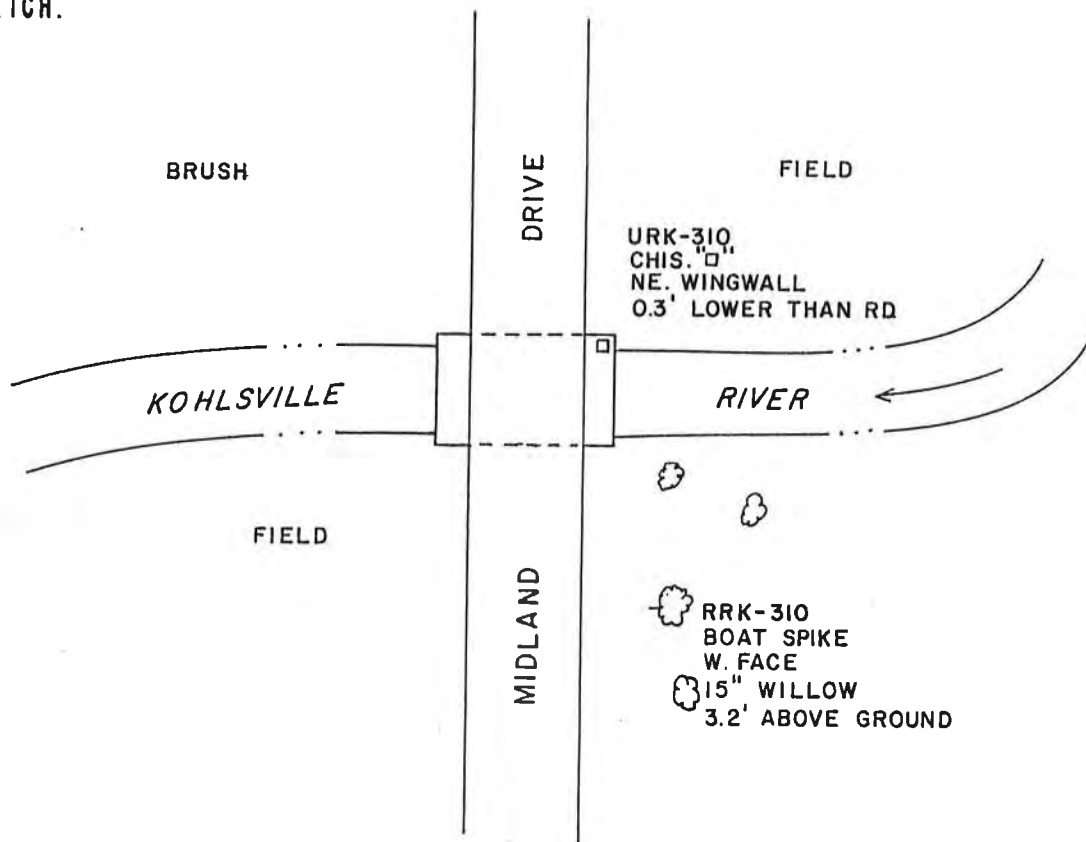 BRUSH
DRIVE
FIELD
URK-310
CHIS. "□"
NE. WINGWALL
0.3' LOWER THAN RD
KOHLSVILLE
RIVER
FIELD
MIDLAND
RRK-310
BOAT SPIKE
W. FACE
15" WILLOW
3.2' ABOVE GROUND